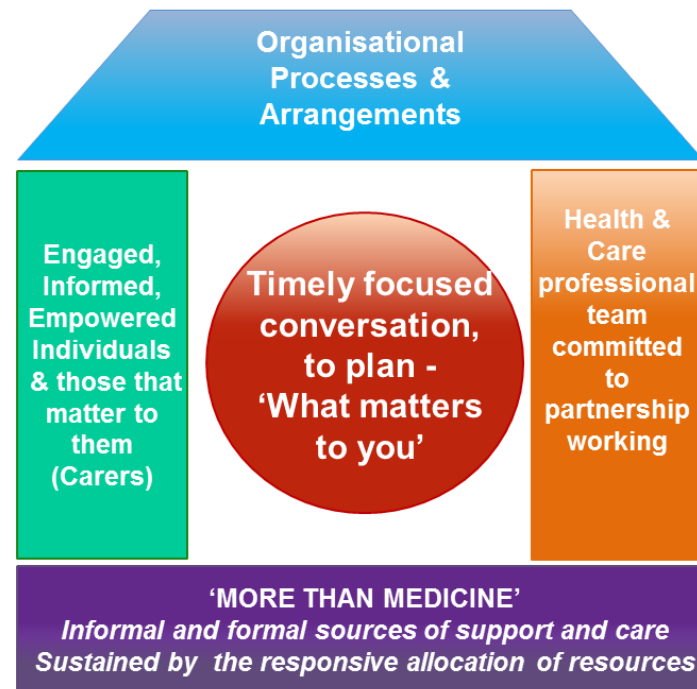 Organisational
Processes &
Arrangements
Engaged,
Informed,
Empowered
Individuals
& those that
matter to
them
(Carers)
Timely focused
conversation,
to plan -
‘What matters
to you’
Health &
Care
professional
team
committed
to
partnership
working
‘MORE THAN MEDICINE’
Informal and formal sources of support and care
Sustained by the responsive allocation of resources